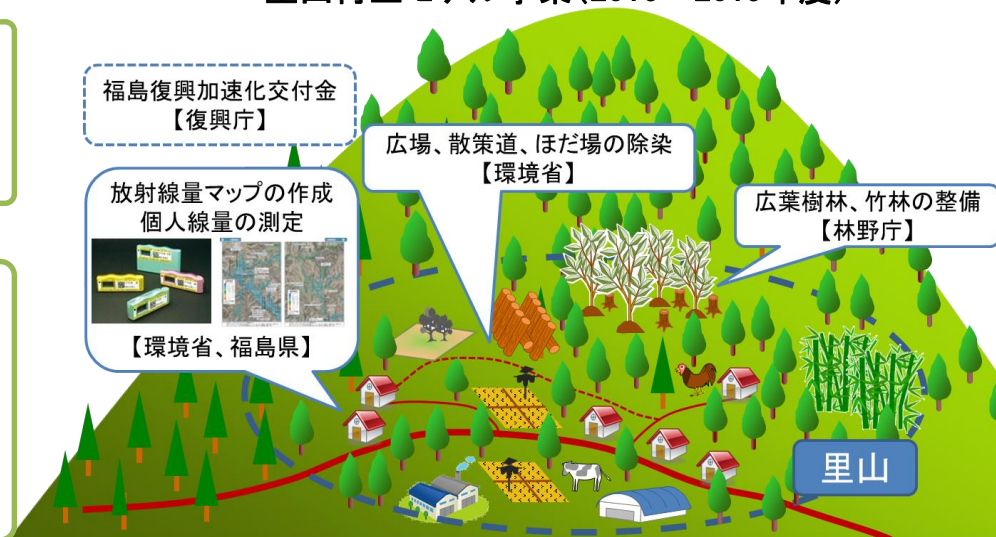 福島復興加速化交付金
【復興庁】
広場、散策道、ほだ場の除染
【環境省】
放射線量マップの作成
個人線量の測定
【環境省、福島県】
広葉樹林、竹林の整備
【林野庁】
里山